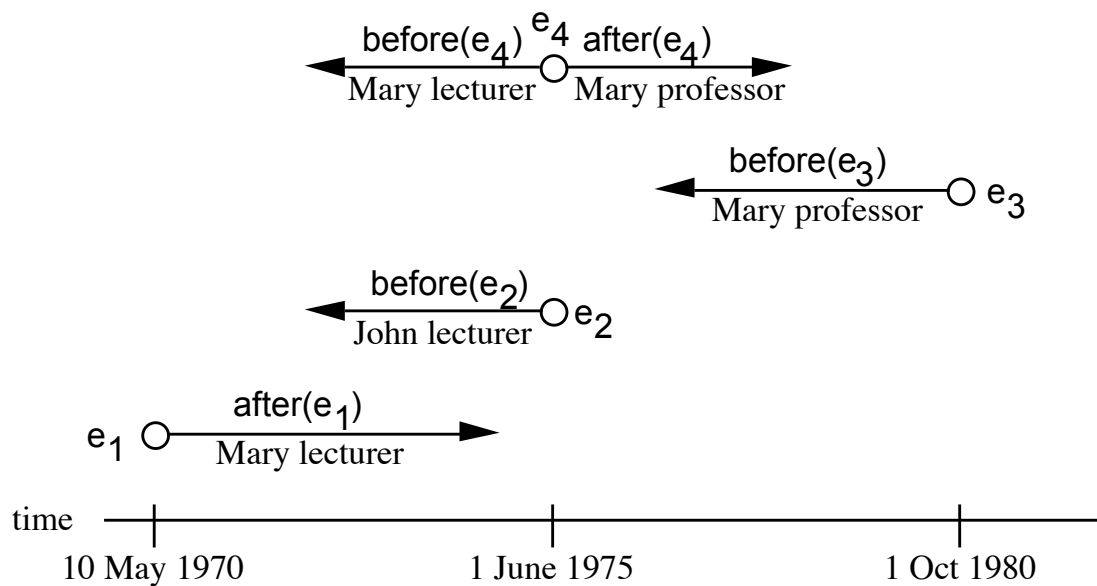 before(e4) e4 after(e4)
Mary lecturer Mary professor
before(e3)
e3
Mary professor
before(e2)
e2
John lecturer
after(e1)
e1
Mary lecturer
time
10 May 1970 1 June 1975 1 Oct 1980